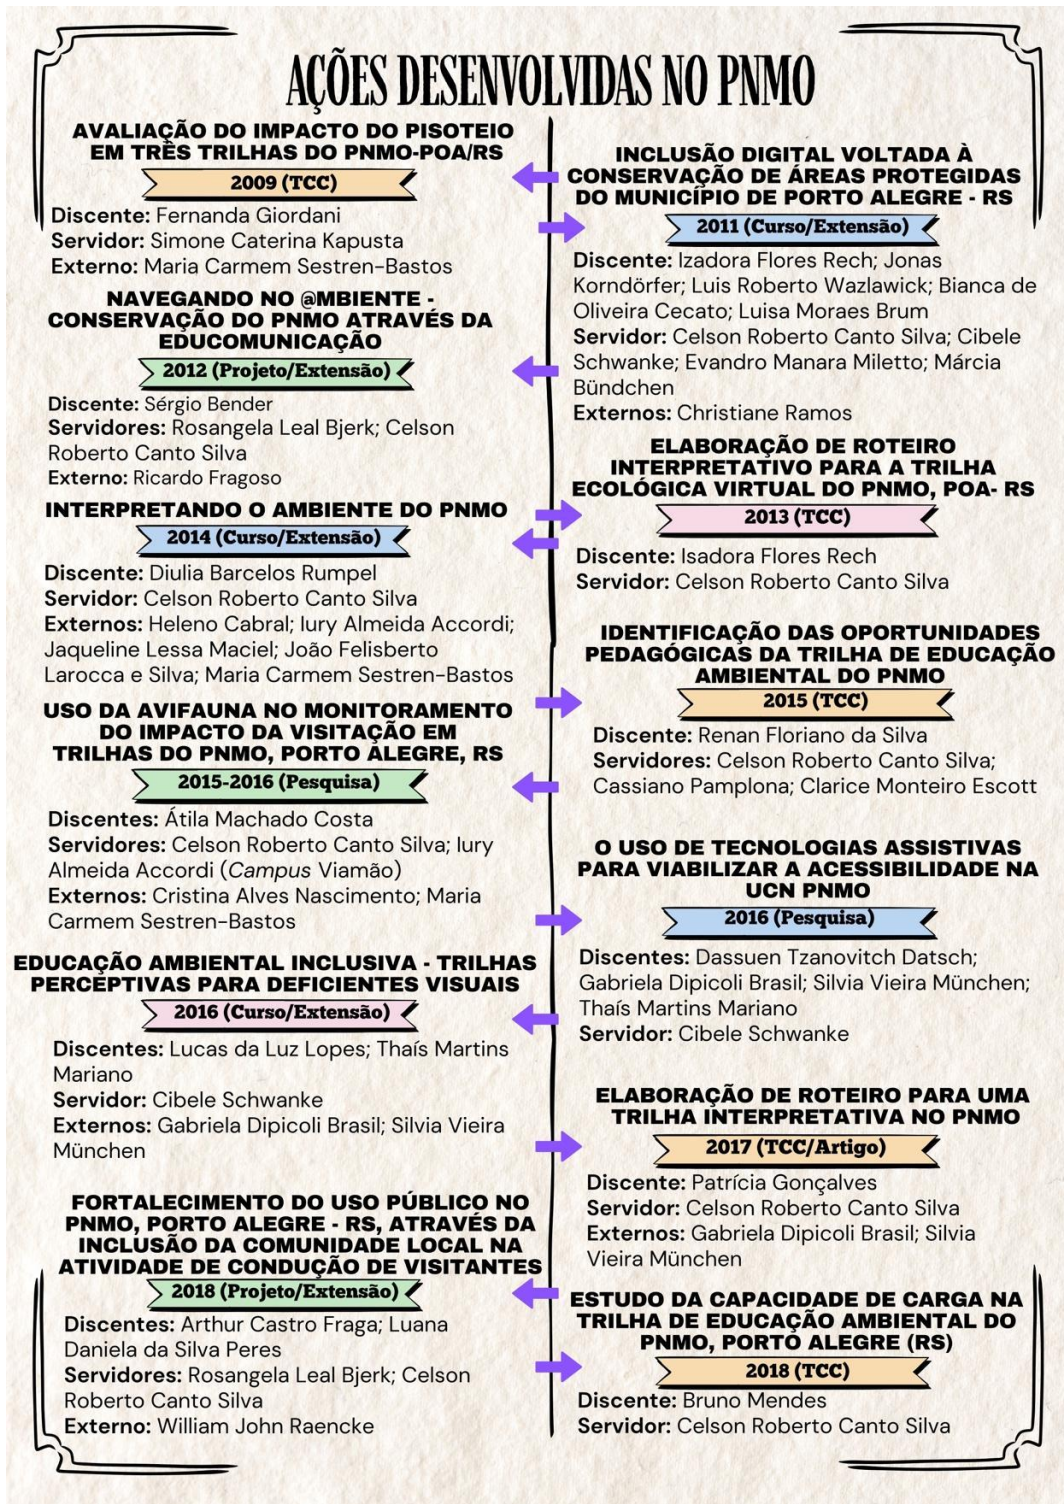 AÇÕES DESENVOLVIDAS NO PNMO
AVALIAÇÃO DO IMPACTO DO PISOTEIO
EM TRÊS TRILHAS DO PNMO-POA/RS
2009 (TCC)
Discente: Fernanda Giordani
Servidor: Simone Caterina Kapusta
Externo: Maria Carmem Sestren-Bastos
INCLUSÃO DIGITAL VOLTADA À
CONSERVAÇÃO DE ÁREAS PROTEGIDAS
DO MUNICÍPIO DE PORTO ALEGRE - RS
2011 (Curso/Extensão)
Discente: Izadora Flores Rech; Jonas
Korndörfer; Luis Roberto Wazlawick; Bianca de
Oliveira Cecato; Luisa Moraes Brum
Servidor: Celson Roberto Canto Silva; Cibele
Schwanke; Evandro Manara Miletto; Márcia
Bündchen
Externos: Christiane Ramos
NAVEGANDO NO @MBIENTE -
CONSERVAÇÃO DO PNMO ATRAVÉS DA
EDUCOMUNICAÇÃO
2012 (Projeto/Extensão)
Discente: Sérgio Bender
Servidores: Rosangela Leal Bjerk; Celson
Roberto Canto Silva
Externo: Ricardo Fragoso
ELABORAÇÃO DE ROTEIRO
INTERPRETATIVO PARA A TRILHA
ECOLÓGICA VIRTUAL DO PNMO, POA- RS
2013 (TCC)
Discente: Isadora Flores Rech
Servidor: Celson Roberto Canto Silva
INTERPRETANDO O AMBIENTE DO PNMO
2014 (Curso/Extensão)
Discente: Diulia Barcelos Rumpel
Servidor: Celson Roberto Canto Silva
Externos: Heleno Cabral; Iury Almeida Accordi;
Jaqueline Lessa Maciel; João Felisberto
Larocca e Silva; Maria Carmem Sestren-Bastos
IDENTIFICAÇÃO DAS OPORTUNIDADES
PEDAGÓGICAS DA TRILHA DE EDUCAÇÃO
AMBIENTAL DO PNMO
2015 (TCC)
Discente: Renan Floriano da Silva
Servidores: Celson Roberto Canto Silva;
Cassiano Pamplona; Clarice Monteiro Escott
USO DA AVIFAUNA NO MONITORAMENTO
DO IMPACTO DA VISITAÇÃO EM
TRILHAS DO PNMO, PORTO ALEGRE, RS
2015-2016 (Pesquisa)
Discentes: Átila Machado Costa
Servidores: Celson Roberto Canto Silva; Iury
Almeida Accordi (Campus Viamão)
Externos: Cristina Alves Nascimento; Maria
Carmem Sestren-Bastos
O USO DE TECNOLOGIAS ASSISTIVAS
PARA VIABILIZAR A ACESSIBILIDADE NA
UCN PNMO
2016 (Pesquisa)
Discentes: Dassuen Tzanovitch Datsch;
Gabriela Dipicoli Brasil; Silvia Vieira München;
Thaís Martins Mariano
Servidor: Cibele Schwanke
EDUCAÇÃO AMBIENTAL INCLUSIVA - TRILHAS
PERCEPTIVAS PARA DEFICIENTES VISUAIS
2016 (Curso/Extensão)
Discentes: Lucas da Luz Lopes; Thaís Martins
Mariano
Servidor: Cibele Schwanke
Externos: Gabriela Dipicoli Brasil; Silvia Vieira
München
ELABORAÇÃO DE ROTEIRO PARA UMA
TRILHA INTERPRETATIVA NO PNMO
2017 (TCC/Artigo)
Discente: Patrícia Gonçalves
Servidor: Celson Roberto Canto Silva
Externos: Gabriela Dipicoli Brasil; Silvia
Vieira München
FORTALECIMENTO DO USO PÚBLICO NO
PNMO, PORTO ALEGRE - RS, ATRAVÉS DA
INCLUSÃO DA COMUNIDADE LOCAL NA
ATIVIDADE DE CONDUÇÃO DE VISITANTES
2018 (Projeto/Extensão)
Discentes: Arthur Castro Fraga; Luana
Daniela da Silva Peres
Servidores: Rosangela Leal Bjerk; Celson
Roberto Canto Silva
Externo: William John Raencke
ESTUDO DA CAPACIDADE DE CARGA NA
TRILHA DE EDUCAÇÃO AMBIENTAL DO
PNMO, PORTO ALEGRE (RS)
2018 (TCC)
Discente: Bruno Mendes
Servidor: Celson Roberto Canto Silva